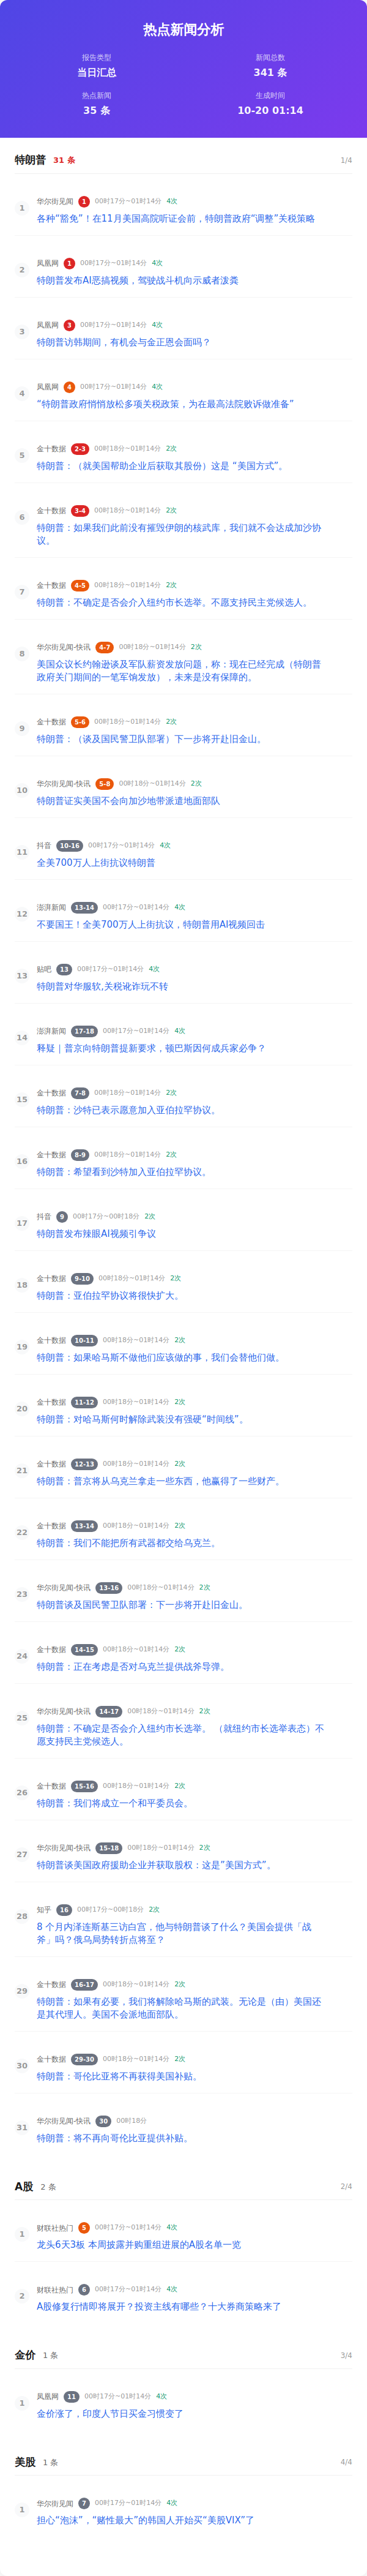 热点新闻分析
报告类型
当日汇总
新闻总数
341 条
热点新闻
35 条
生成时间
10-20 01:14
特朗普 31 条 1/4
1
华尔街见闻 1 00时17分~01时14分 4次
各种“豁免”！在11月美国高院听证会前，特朗普政府“调整”关税策略
2
凤凰网 1 00时17分~01时14分 4次
特朗普发布AI恶搞视频，驾驶战斗机向示威者泼粪
3
凤凰网 3 00时17分~01时14分 4次
特朗普访韩期间，有机会与金正恩会面吗？
4
凤凰网 4 00时17分~01时14分 4次
“特朗普政府悄悄放松多项关税政策，为在最高法院败诉做准备”
5
金十数据 2-3 00时18分~01时14分 2次
特朗普：（就美国帮助企业后获取其股份）这是 “美国方式”。
6
金十数据 3-4 00时18分~01时14分 2次
特朗普：如果我们此前没有摧毁伊朗的核武库，我们就不会达成加沙协
议。
7
金十数据 4-5 00时18分~01时14分 2次
特朗普：不确定是否会介入纽约市长选举。不愿支持民主党候选人。
8
华尔街见闻-快讯 4-7 00时18分~01时14分 2次
美国众议长约翰逊谈及军队薪资发放问题，称：现在已经完成（特朗普
政府关门期间的一笔军饷发放），未来是没有保障的。
9
金十数据 5-6 00时18分~01时14分 2次
特朗普：（谈及国民警卫队部署）下一步将开赴旧金山。
10
华尔街见闻-快讯 5-8 00时18分~01时14分 2次
特朗普证实美国不会向加沙地带派遣地面部队
11
抖音 10-16 00时17分~01时14分 4次
全美700万人上街抗议特朗普
12
澎湃新闻 13-14 00时17分~01时14分 4次
不要国王！全美700万人上街抗议，特朗普用AI视频回击
13
贴吧 13 00时17分~01时14分 4次
特朗普对华服软,关税讹诈玩不转
14
澎湃新闻 17-18 00时17分~01时14分 4次
释疑｜普京向特朗普提新要求，顿巴斯因何成兵家必争？
15
金十数据 7-8 00时18分~01时14分 2次
特朗普：沙特已表示愿意加入亚伯拉罕协议。
16
金十数据 8-9 00时18分~01时14分 2次
特朗普：希望看到沙特加入亚伯拉罕协议。
17
抖音 9 00时17分~00时18分 2次
特朗普发布辣眼AI视频引争议
18
金十数据 9-10 00时18分~01时14分 2次
特朗普：亚伯拉罕协议将很快扩大。
19
金十数据 10-11 00时18分~01时14分 2次
特朗普：如果哈马斯不做他们应该做的事，我们会替他们做。
20
金十数据 11-12 00时18分~01时14分 2次
特朗普：对哈马斯何时解除武装没有强硬“时间线”。
21
金十数据 12-13 00时18分~01时14分 2次
特朗普：普京将从乌克兰拿走一些东西，他赢得了一些财产。
22
金十数据 13-14 00时18分~01时14分 2次
特朗普：我们不能把所有武器都交给乌克兰。
23
华尔街见闻-快讯 13-16 00时18分~01时14分 2次
特朗普谈及国民警卫队部署：下一步将开赴旧金山。
24
金十数据 14-15 00时18分~01时14分 2次
特朗普：正在考虑是否对乌克兰提供战斧导弹。
25
华尔街见闻-快讯 14-17 00时18分~01时14分 2次
特朗普：不确定是否会介入纽约市长选举。 （就纽约市长选举表态）不
愿支持民主党候选人。
26
金十数据 15-16 00时18分~01时14分 2次
特朗普：我们将成立一个和平委员会。
27
华尔街见闻-快讯 15-18 00时18分~01时14分 2次
特朗普谈美国政府援助企业并获取股权：这是“美国方式”。
28
知乎 16 00时17分~00时18分 2次
8 个月内泽连斯基三访白宫，他与特朗普谈了什么？美国会提供「战
斧」吗？俄乌局势转折点将至？
29
金十数据 16-17 00时18分~01时14分 2次
特朗普：如果有必要，我们将解除哈马斯的武装。无论是（由）美国还
是其代理人。美国不会派地面部队。
30
金十数据 29-30 00时18分~01时14分 2次
特朗普：哥伦比亚将不再获得美国补贴。
31
华尔街见闻-快讯 30 00时18分
特朗普：将不再向哥伦比亚提供补贴。
A股 2 条 2/4
1
财联社热门 5 00时17分~01时14分 4次
龙头6天3板 本周披露并购重组进展的A股名单一览
2
财联社热门 6 00时17分~01时14分 4次
A股修复行情即将展开？投资主线有哪些？十大券商策略来了
金价 1 条 3/4
1
凤凰网 11 00时17分~01时14分 4次
金价涨了，印度人节日买金习惯变了
美股 1 条 4/4
1
华尔街见闻 7 00时17分~01时14分 4次
担心“泡沫”，“赌性最大”的韩国人开始买“美股VIX”了